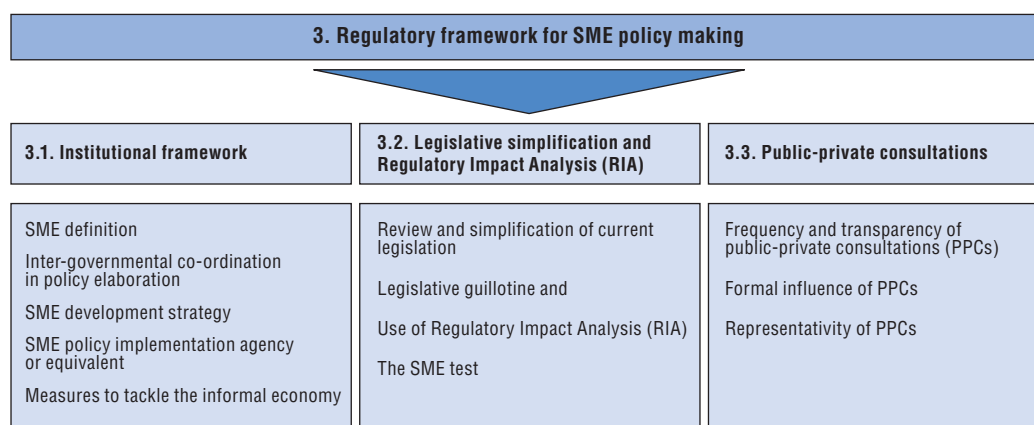 3. Regulatory framework for SME policy making
3.1. Institutional framework
3.2. Legislative simplification and
Regulatory Impact Analysis (RIA)
3.3. Public-private consultations
SME definition
Inter-governmental co-ordination
in policy elaboration
SME development strategy
SME policy implementation agency
or equivalent
Measures to tackle the informal economy
Review and simplification of current
legislation
Legislative guillotine and
Use of Regulatory Impact Analysis (RIA)
The SME test
Frequency and transparency of
public-private consultations (PPCs)
Formal influence of PPCs
Representativity of PPCs